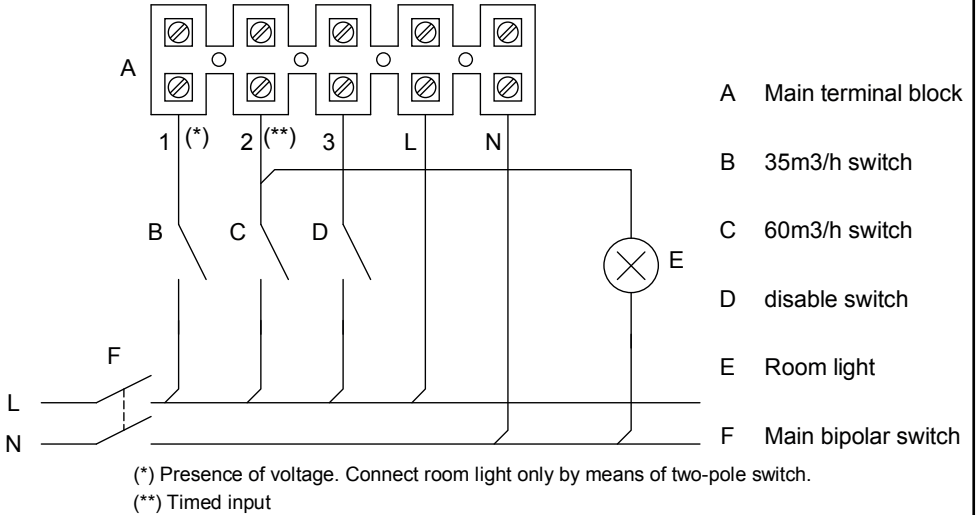 A
1 (*) 2 (**) 3 L N
B C D E
F
L
N
A Main terminal block
B 35m3/h switch
C 60m3/h switch
D disable switch
E Room light
F Main bipolar switch
(*) Presence of voltage. Connect room light only by means of two-pole switch.
(**) Timed input